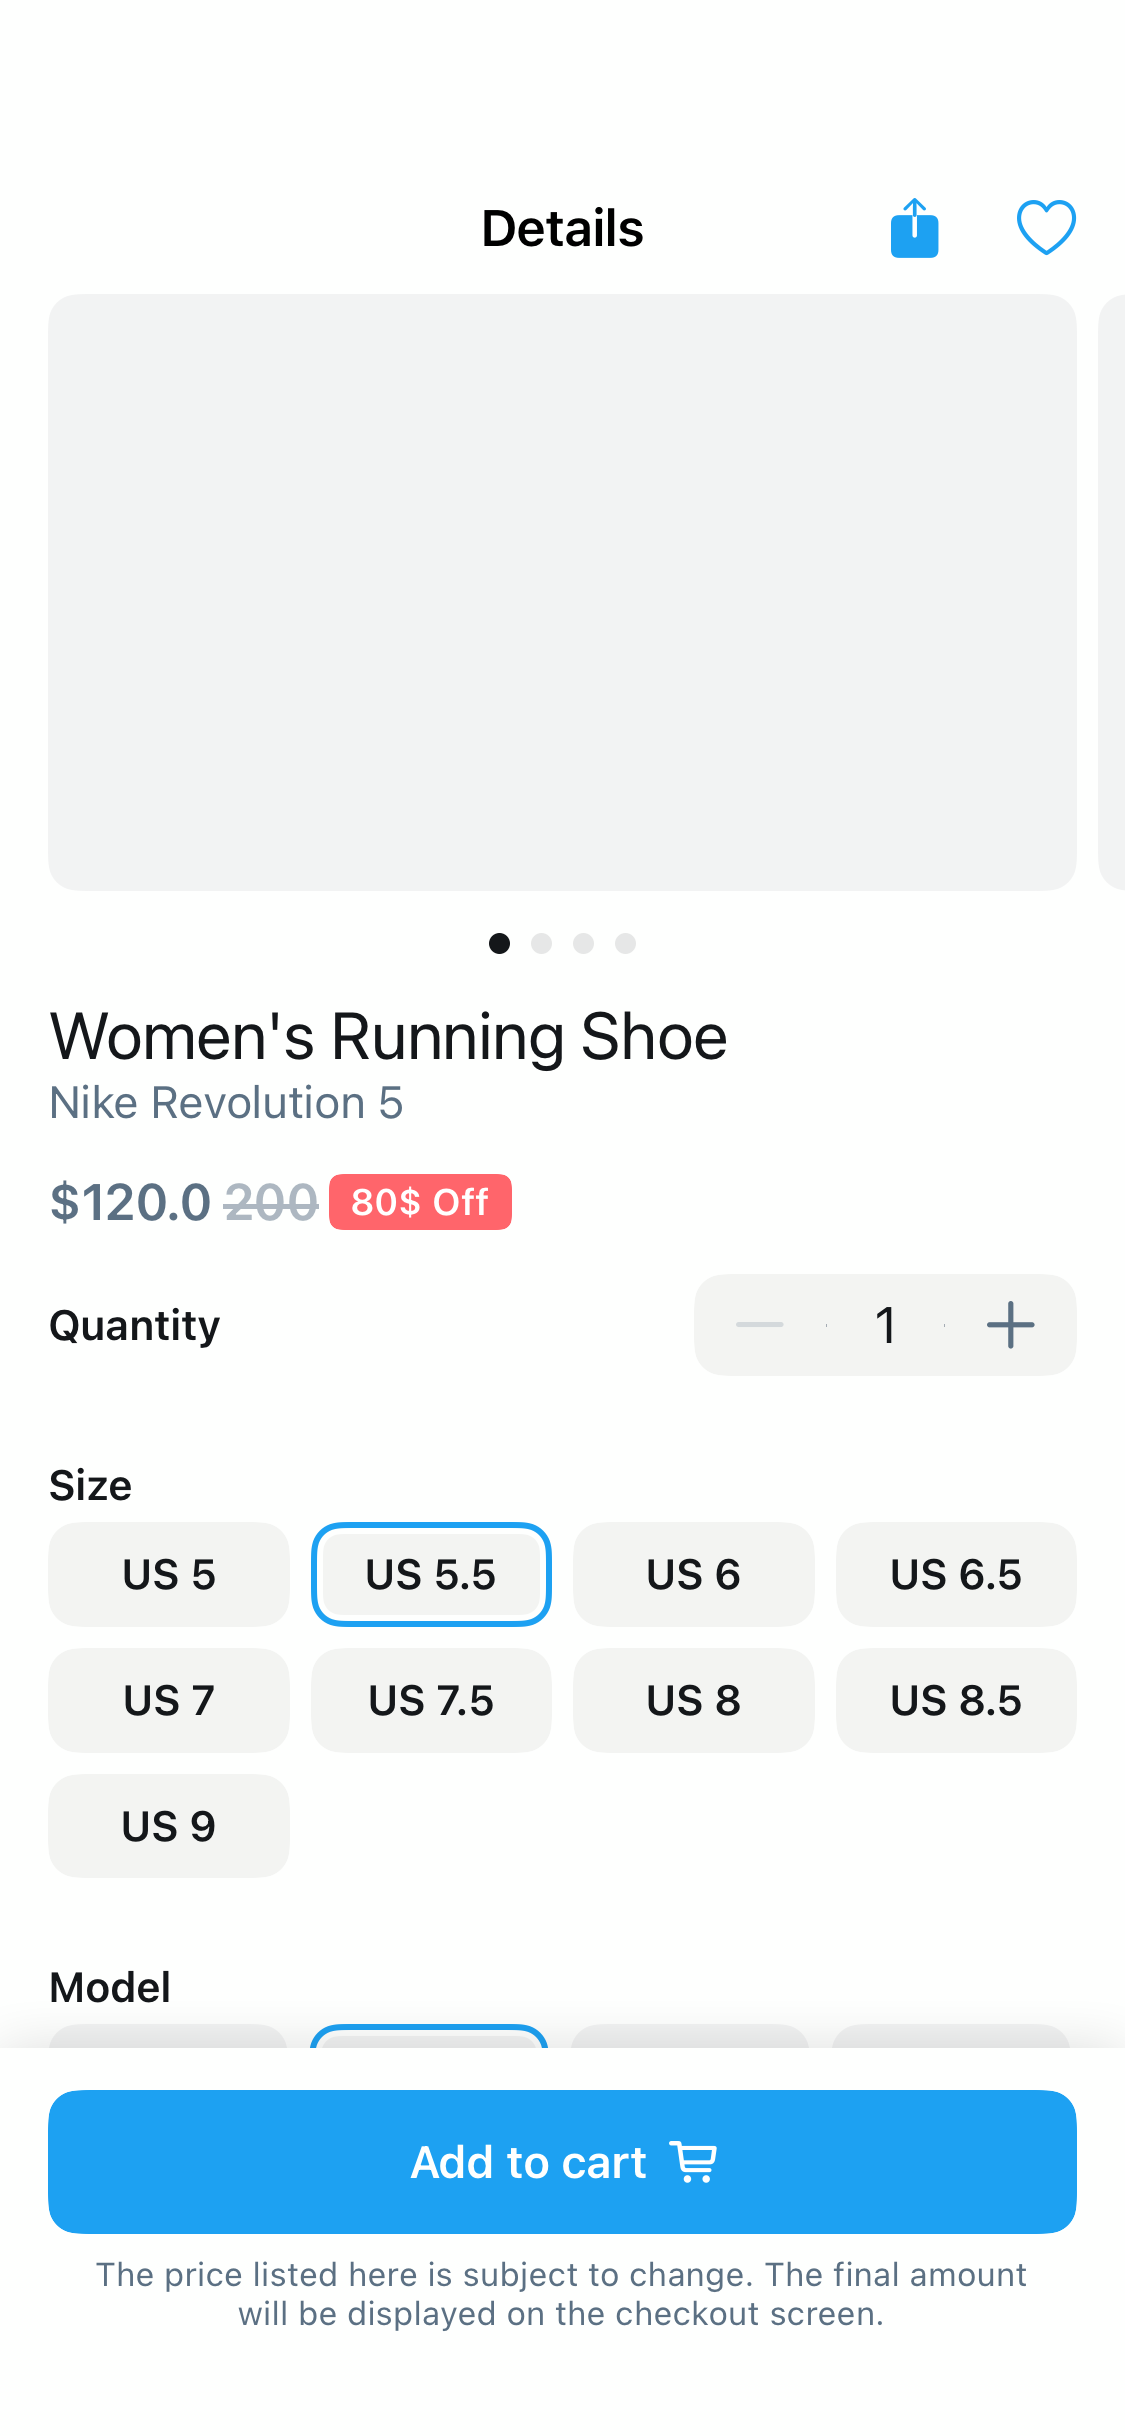 Details
Women's Running Shoe
Nike Revolution 5
$120.0 200 80$ Off
Quantity 1
Size
US 5 US 5.5 US 6 US 6.5
US 7 US 7.5 US 8 US 8.5
US 9
Model
Add to cart
The price listed here is subject to change. The final amount
will be displayed on the checkout screen.